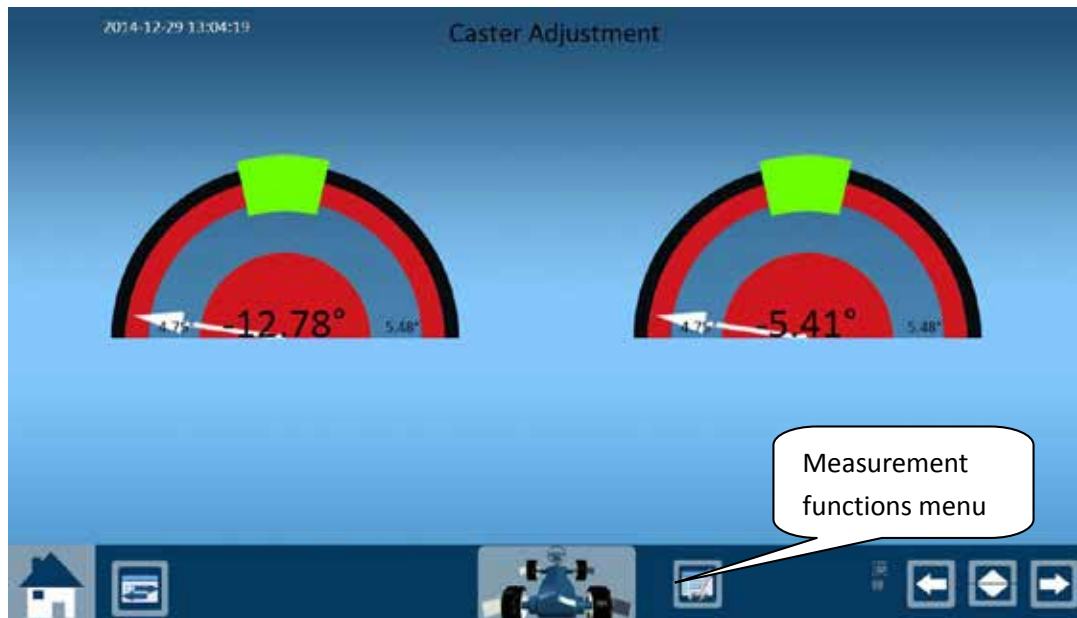 2014-12-29 13:04:19
Caster Adjustment
4.75° -12.78° 5.48°
4.75° -5.41° 5.48°
Measurement
functions menu